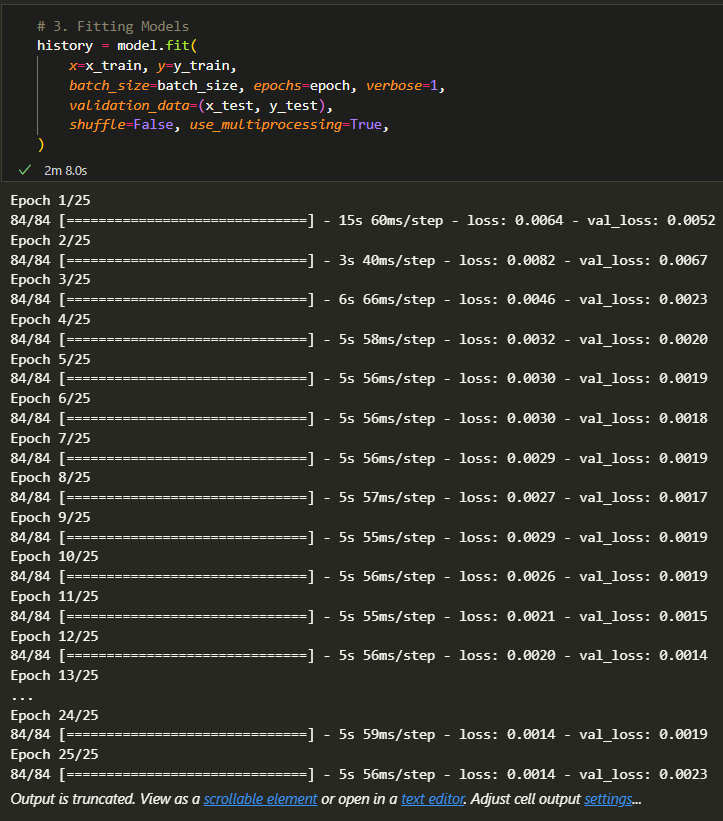 # 3. Fitting Models
history = model.fit(
x=x_train, y=y_train,
batch_size=batch_size, epochs=epoch, verbose=1,
validation_data=(x_test, y_test),
shuffle=False, use_multiprocessing=True,
)
2m 8.0s
Epoch 1/25
84/84 [==============================] - 15s 60ms/step - loss: 0.0064 - val_loss: 0.0052
Epoch 2/25
84/84 [==============================] - 3s 40ms/step - loss: 0.0082 - val_loss: 0.0067
Epoch 3/25
84/84 [==============================] - 6s 66ms/step - loss: 0.0046 - val_loss: 0.0023
Epoch 4/25
84/84 [==============================] - 5s 58ms/step - loss: 0.0032 - val_loss: 0.0020
Epoch 5/25
84/84 [==============================] - 5s 56ms/step - loss: 0.0030 - val_loss: 0.0019
Epoch 6/25
84/84 [==============================] - 5s 56ms/step - loss: 0.0030 - val_loss: 0.0018
Epoch 7/25
84/84 [==============================] - 5s 56ms/step - loss: 0.0029 - val_loss: 0.0019
Epoch 8/25
84/84 [==============================] - 5s 57ms/step - loss: 0.0027 - val_loss: 0.0017
Epoch 9/25
84/84 [==============================] - 5s 55ms/step - loss: 0.0029 - val_loss: 0.0019
Epoch 10/25
84/84 [==============================] - 5s 56ms/step - loss: 0.0026 - val_loss: 0.0019
Epoch 11/25
84/84 [==============================] - 5s 55ms/step - loss: 0.0021 - val_loss: 0.0015
Epoch 12/25
84/84 [==============================] - 5s 56ms/step - loss: 0.0020 - val_loss: 0.0014
Epoch 13/25
...
Epoch 24/25
84/84 [==============================] - 5s 59ms/step - loss: 0.0014 - val_loss: 0.0019
Epoch 25/25
84/84 [==============================] - 5s 56ms/step - loss: 0.0014 - val_loss: 0.0023
Output is truncated. View as a scrollable element or open in a text editor. Adjust cell output settings...